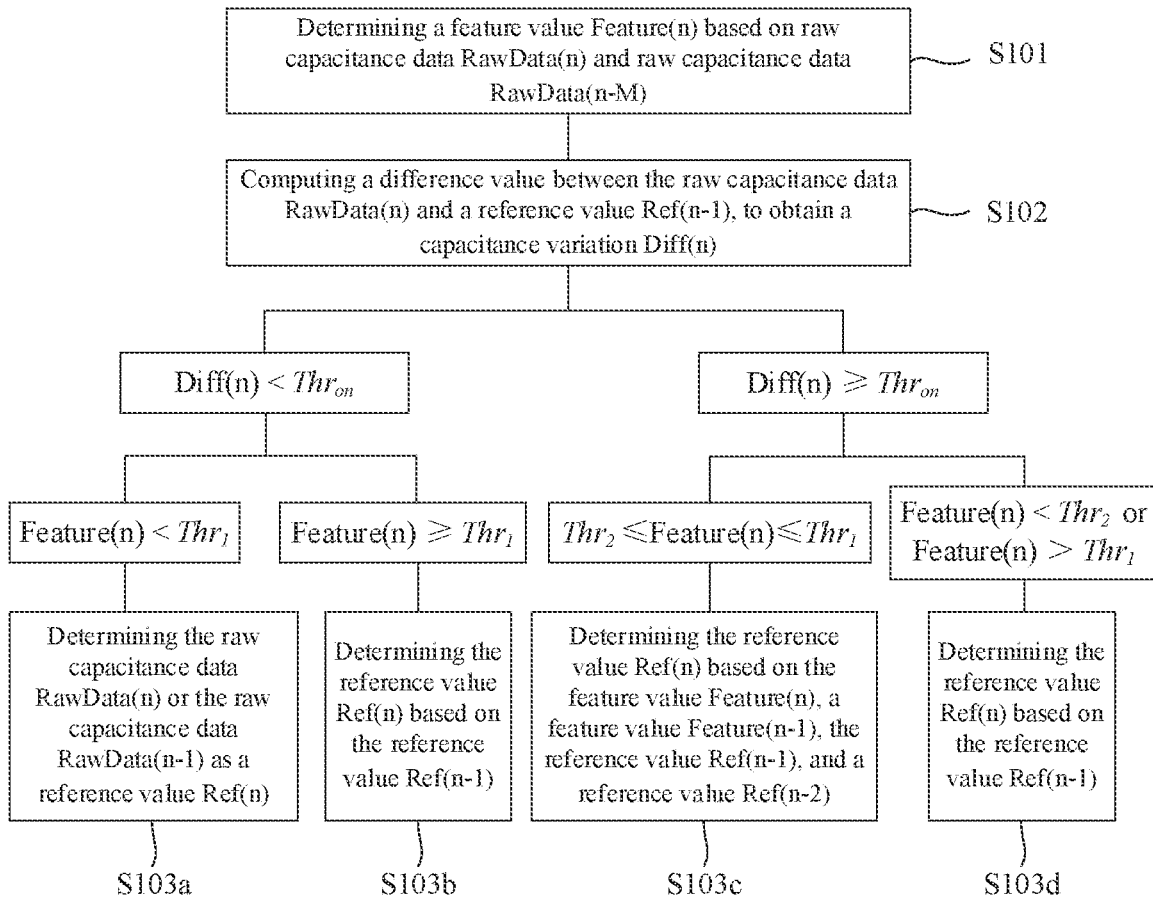 Determining a feature value Feature(n) based on raw
capacitance data RawData(n) and raw capacitance data
RawData(n-M)
S101
Computing a difference value between the raw capacitance data
RawData(n) and a reference value Ref(n-1), to obtain a
capacitance variation Diff(n)
S102
Diff(n) < Thr_on
Diff(n) ⩾ Thr_on
Feature(n) < Thr_1
Feature(n) ⩾ Thr_1
Thr_2 ⩽Feature(n)⩽Thr_1
Feature(n) < Thr_2 or
Feature(n) > Thr_1
Determining the raw
capacitance data
RawData(n) or the raw
capacitance data
RawData(n-1) as a
reference value Ref(n)
Determining the
reference value
Ref(n) based on
the reference
value Ref(n-1)
Determining the reference
value Ref(n) based on the
feature value Feature(n), a
feature value Feature(n-1), the
reference value Ref(n-1), and a
reference value Ref(n-2)
Determining the
reference value
Ref(n) based on
the reference
value Ref(n-1)
S103a
S103b
S103c
S103d